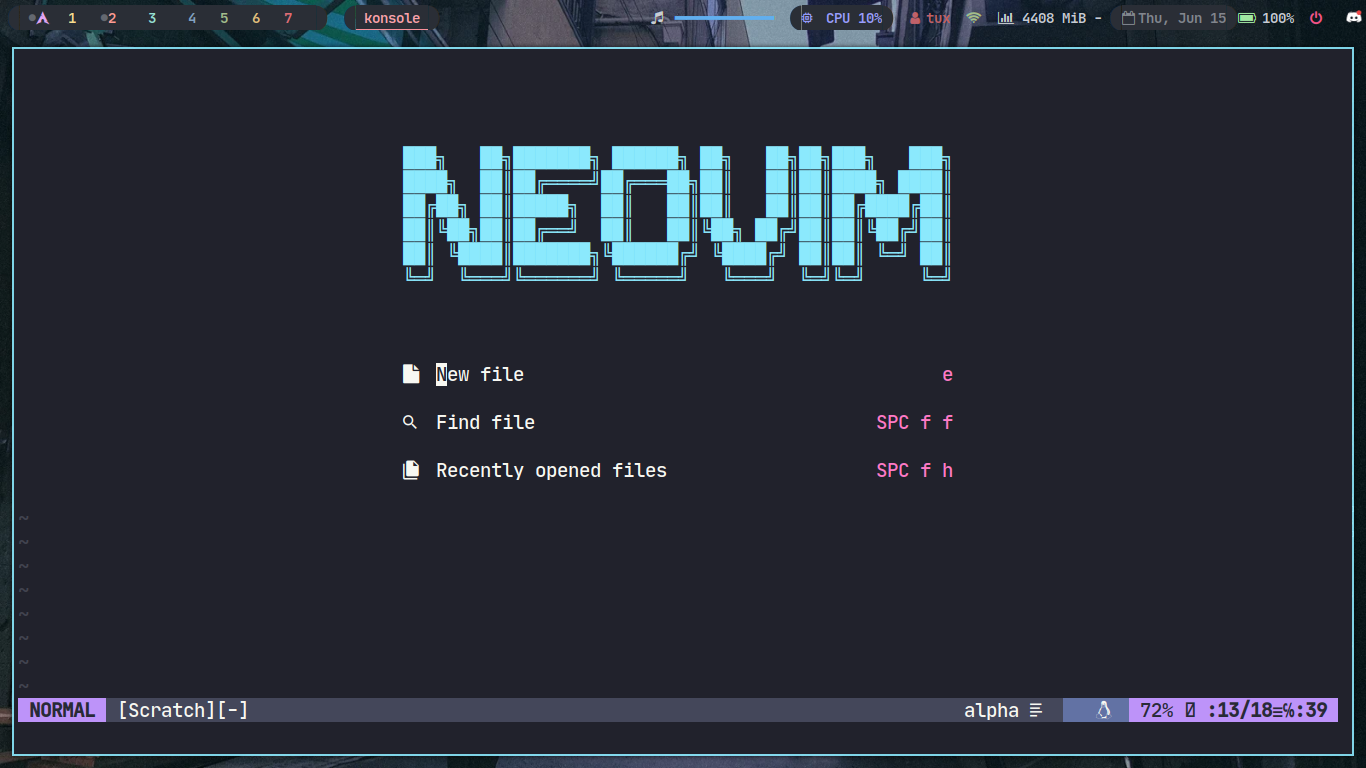 1 2 3 4 5 6 7 konsole CPU 10% tux 4408 MiB - Thu, Jun 15 100%
NEOVIM
New file e
Find file SPC f f
Recently opened files SPC f h
~
~
~
~
~
~
~
~
NORMAL [Scratch][-] alpha 72% :13/18≡℅:39